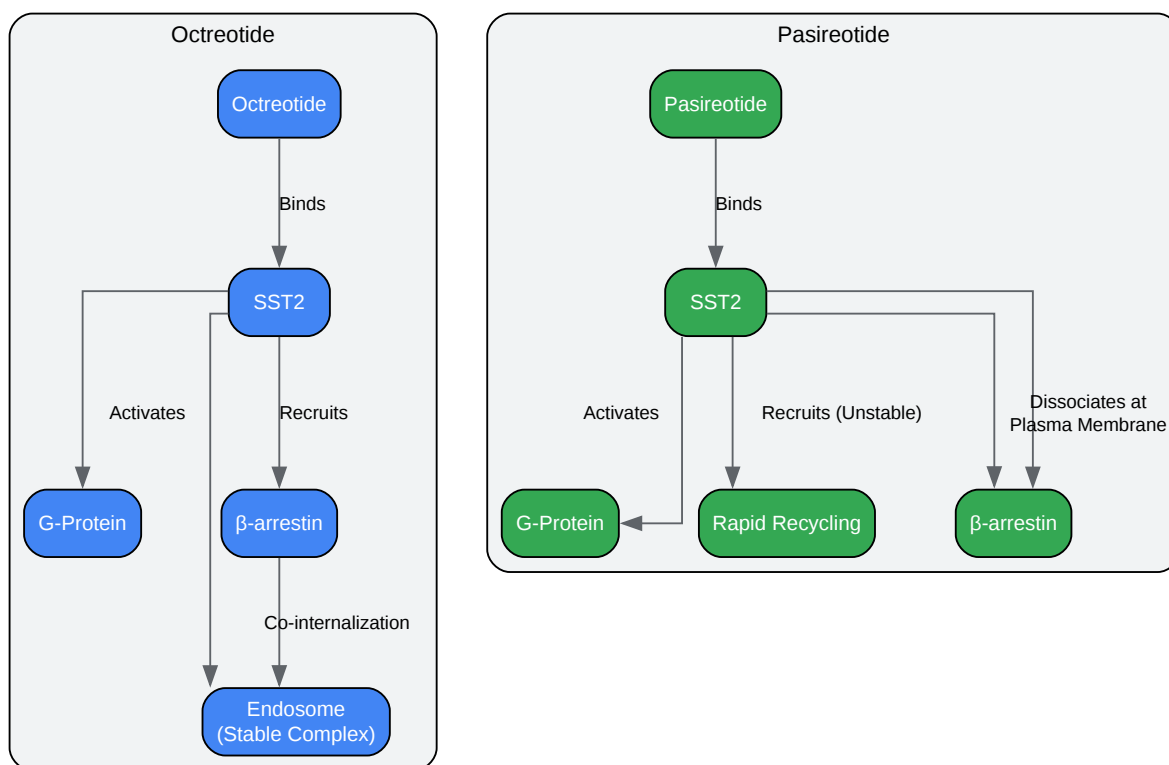 Octreotide
Octreotide
Binds
SST2
Activates
Recruits
G-Protein
β-arrestin
Co-internalization
Endosome
(Stable Complex)
Pasireotide
Pasireotide
Binds
SST2
Activates
Recruits (Unstable)
Dissociates at
Plasma Membrane
G-Protein
Rapid Recycling
β-arrestin